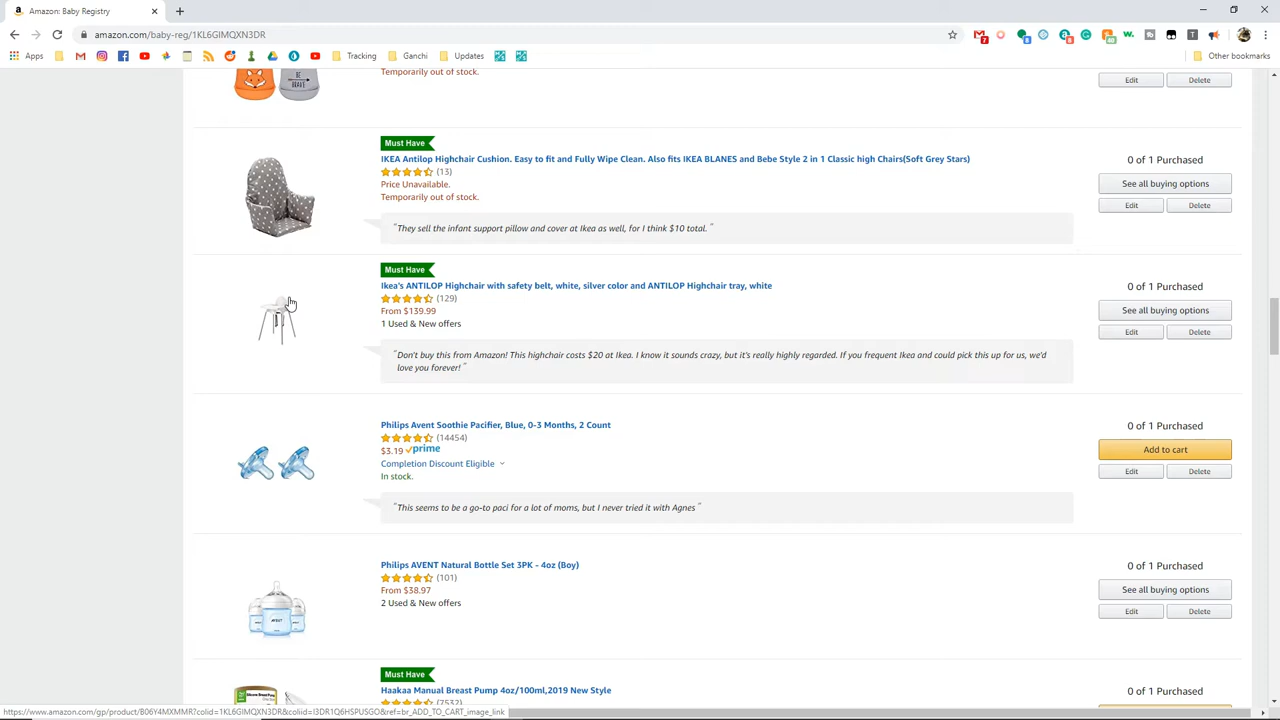 Amazon: Baby Registry
amazon.com/baby-reg/1KL6GIMQXN3DR
Apps
Tracking
Ganchi
Updates
Other bookmarks
BE
BRAVE
Temporarily out of stock.
Edit
Delete
Must Have
IKEA Antilop Highchair Cushion. Easy to fit and Fully Wipe Clean. Also fits IKEA BLANES and Bebe Style 2 in 1 Classic high Chairs(Soft Grey Stars)
(13)
Price Unavailable.
Temporarily out of stock.
"They sell the infant support pillow and cover at Ikea as well, for I think $10 total. "
0 of 1 Purchased
See all buying options
Edit
Delete
Must Have
Ikea's ANTILOP Highchair with safety belt, white, silver color and ANTILOP Highchair tray, white
(129)
From $139.99
1 Used & New offers
"Don't buy this from Amazon! This highchair costs $20 at Ikea. I know it sounds crazy, but it's really highly regarded. If you frequent Ikea and could pick this up for us, we'd
love you forever! "
0 of 1 Purchased
See all buying options
Edit
Delete
Philips Avent Soothie Pacifier, Blue, 0-3 Months, 2 Count
(14454)
$3.19 prime
Completion Discount Eligible
In stock.
"This seems to be a go-to paci for a lot of moms, but I never tried it with Agnes "
0 of 1 Purchased
Add to cart
Edit
Delete
Philips AVENT Natural Bottle Set 3PK - 4oz (Boy)
(101)
From $38.97
2 Used & New offers
AVENT
0 of 1 Purchased
See all buying options
Edit
Delete
Must Have
Haakaa Manual Breast Pump 4oz/100ml,2019 New Style
(7532)
0 of 1 Purchased
https://www.amazon.com/gp/product/B06Y4MXMMR?colid=1KL6GIMQXN3DR&coliid=I3DR1Q6HSPUSGO&ref=br_ADD_TO_CART_image_link